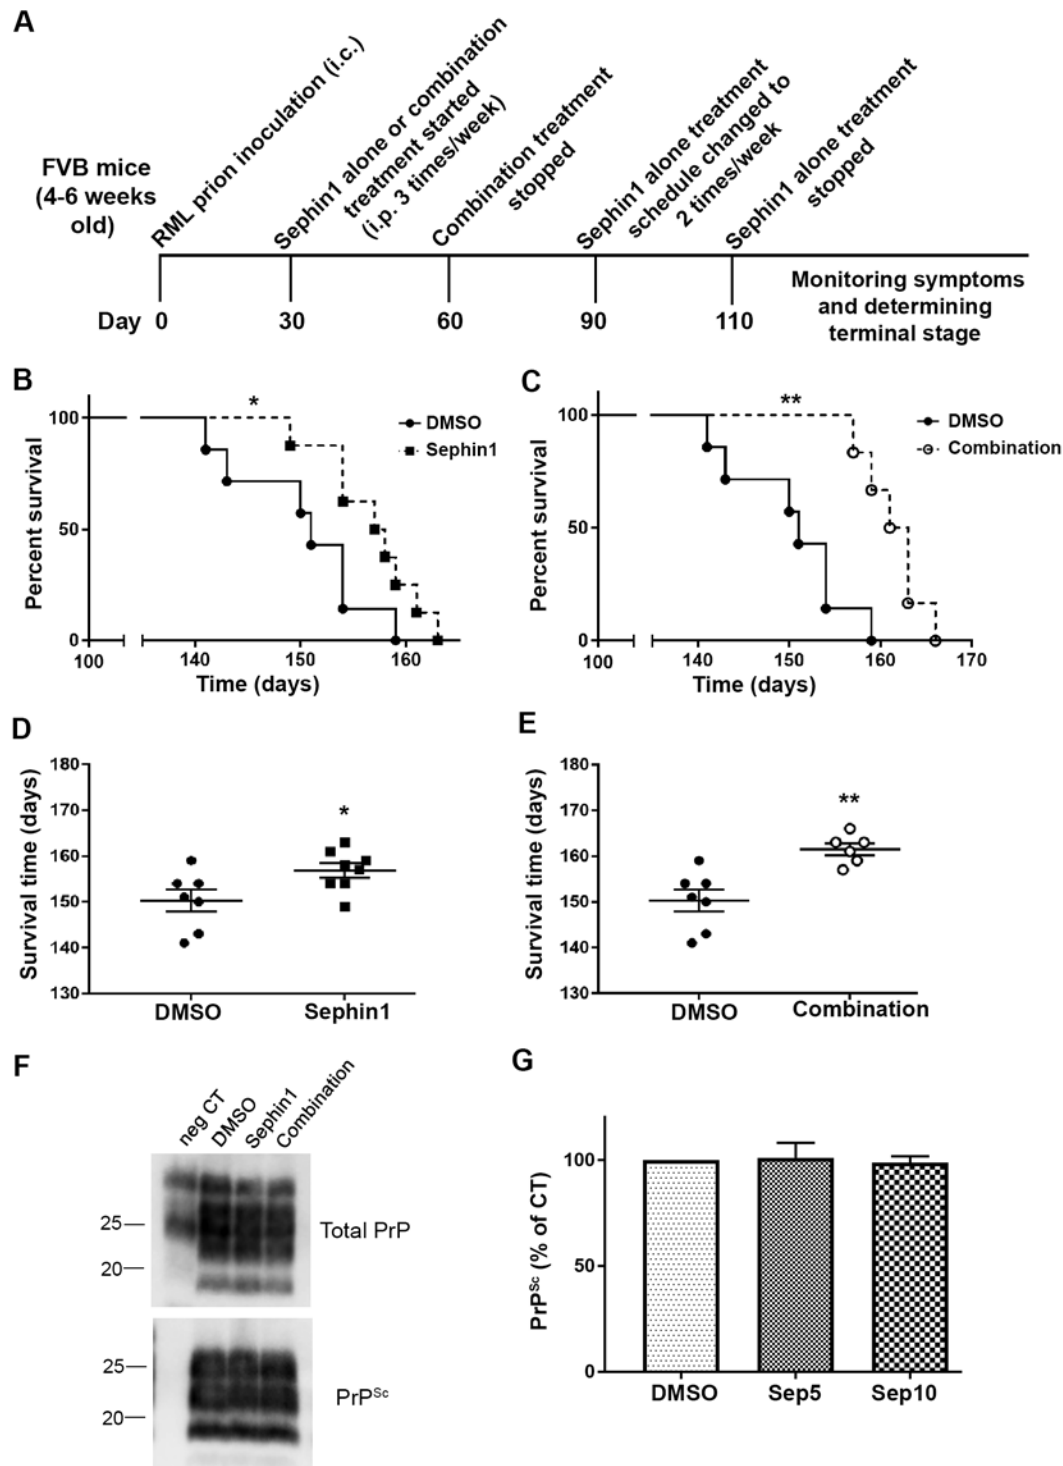 A
FVB mice
(4-6 weeks
old)
RML prion inoculation (i.c.)
Sephin1 alone or combination
treatment started
(i.p. 3 times/week)
Combination treatment
stopped
Sephin1 alone treatment
schedule changed to
2 times/week
Sephin1 alone treatment
stopped
Day 0 30 60 90 110
Monitoring symptoms
and determining
terminal stage
B
Percent survival
100
50
0
*
DMSO
Sephin1
100 140 150 160
Time (days)
C
Percent survival
100
50
0
**
DMSO
Combination
100 140 150 160 170
Time (days)
D
Survival time (days)
180
170
160
150
140
130
*
DMSO Sephin1
E
Survival time (days)
180
170
160
150
140
130
**
DMSO Combination
F
neg CT
DMSO
Sephin1
Combination
25
20
Total PrP
25
20
PrPSc
G
PrPSc (% of CT)
100
50
0
DMSO Sep5 Sep10